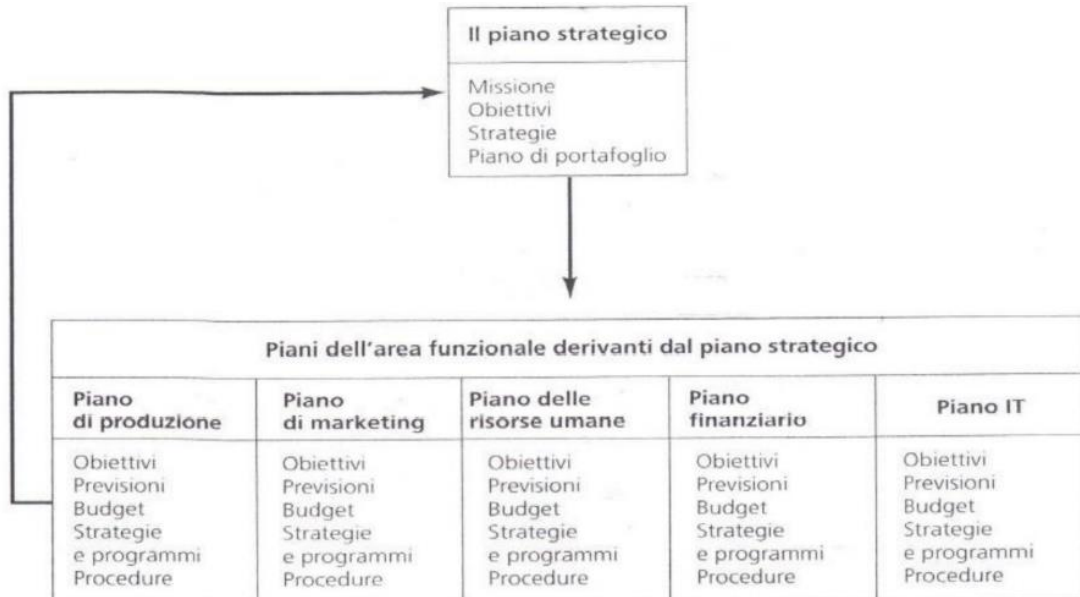 Il piano strategico
Missione
Obiettivi
Strategie
Piano di portafoglio
Piani dell'area funzionale derivanti dal piano strategico
Piano
di produzione
Obiettivi
Previsioni
Budget
Strategie
e programmi
Procedure
Piano
di marketing
Obiettivi
Previsioni
Budget
Strategie
e programmi
Procedure
Piano delle
risorse umane
Obiettivi
Previsioni
Budget
Strategie
e programmi
Procedure
Piano
finanziario
Obiettivi
Previsioni
Budget
Strategie
e programmi
Procedure
Piano IT
Obiettivi
Previsioni
Budget
Strategie
e programmi
Procedure